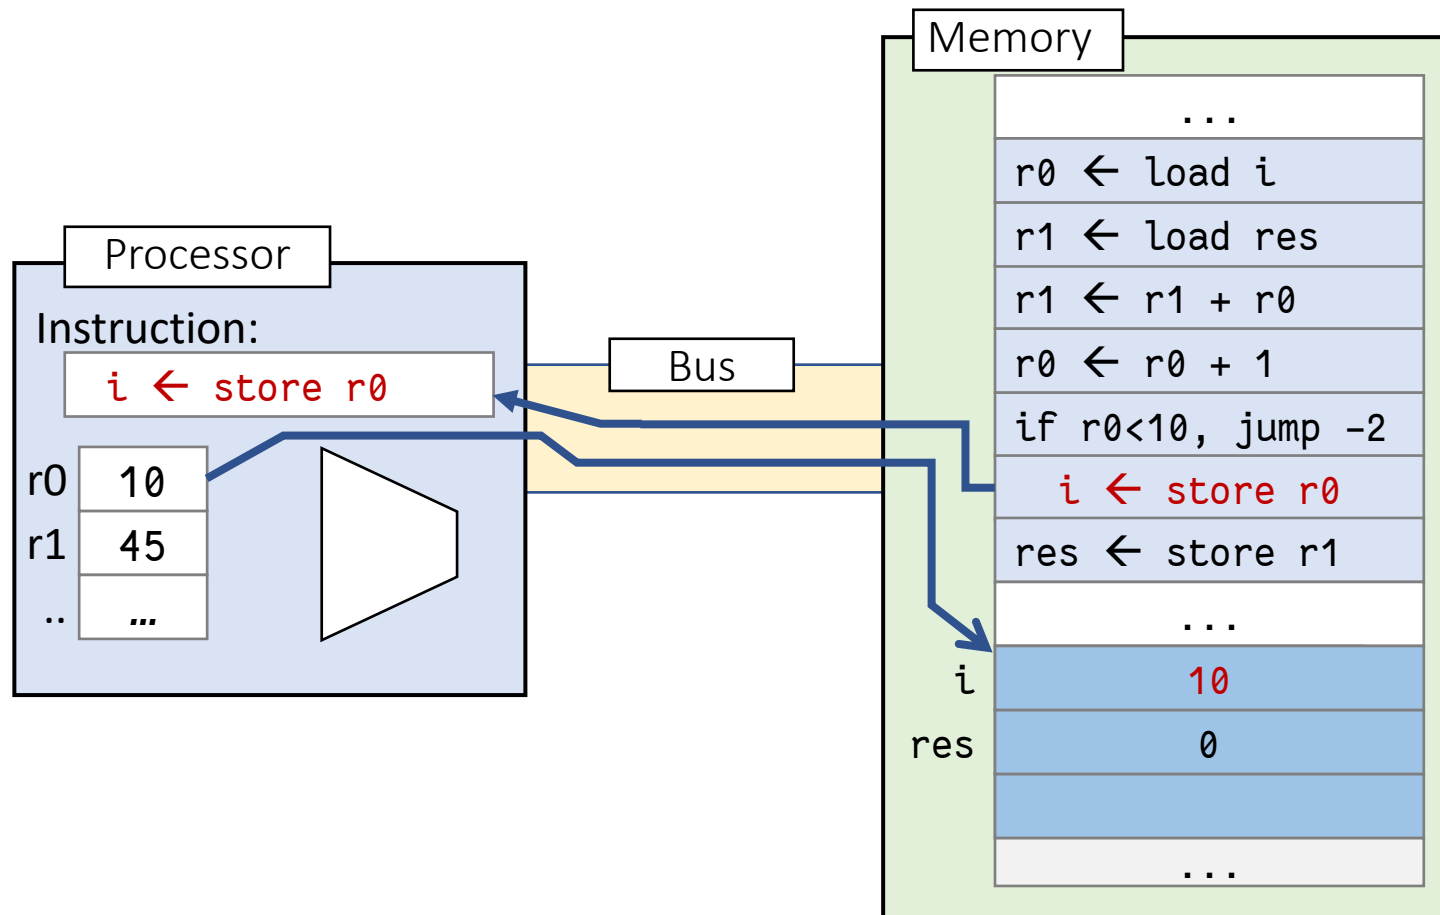 Memory
...
r0 ← load i
r1 ← load res
r1 ← r1 + r0
r0 ← r0 + 1
if r0<10, jump -2
i ← store r0
res ← store r1
...
i 10
res 0
...
Processor
Instruction:
i ← store r0
r0 10
r1 45
.. ...
Bus